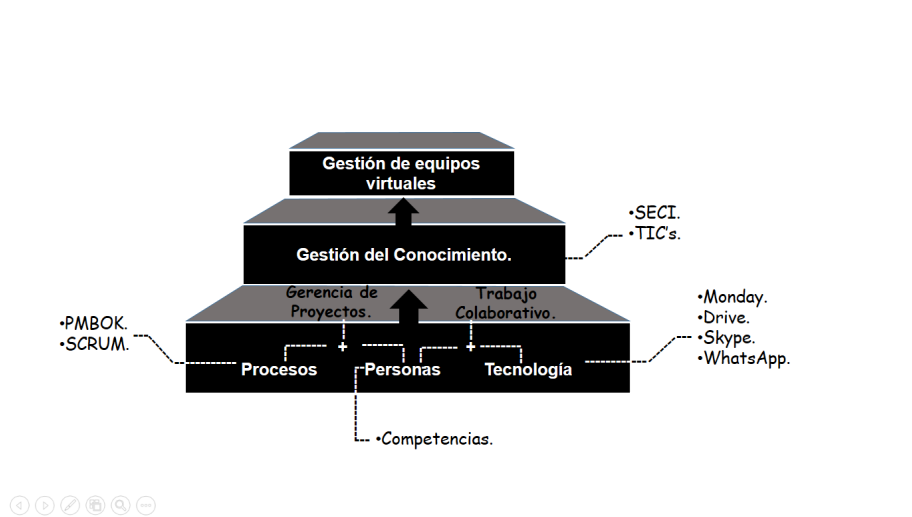 Gestión de equipos
virtuales
•SECI.
•TIC's.
Gestión del Conocimiento.
Gerencia de
Proyectos.
Trabajo
Colaborativo.
•PMBOK.
•SCRUM.
•Monday.
•Drive.
•Skype.
•WhatsApp.
+ +
Procesos Personas Tecnología
•Competencias.